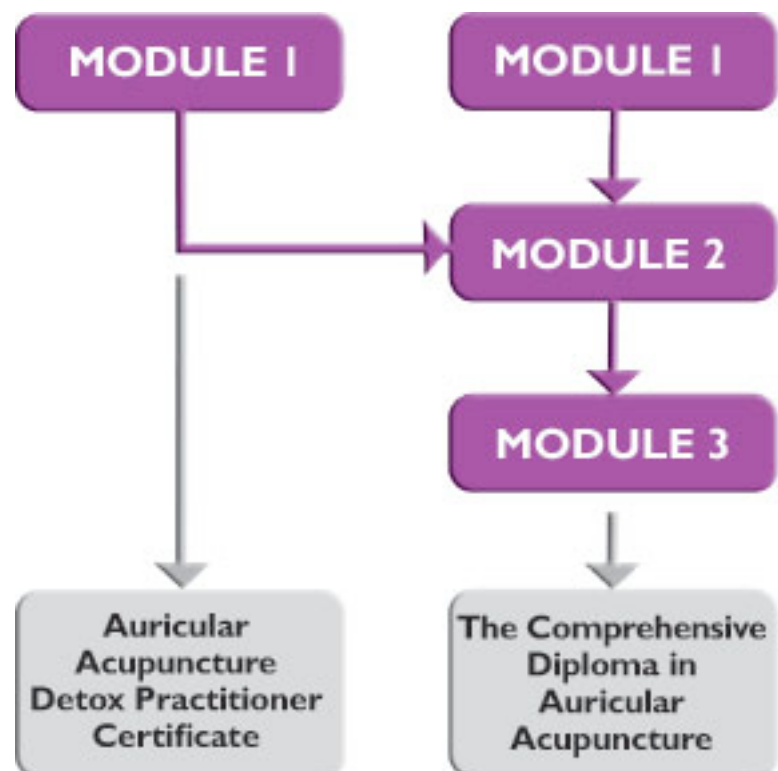 MODULE 1
MODULE 1
MODULE 2
MODULE 3
Auricular
Acupuncture
Detox Practitioner
Certificate
The Comprehensive
Diploma in
Auricular
Acupuncture